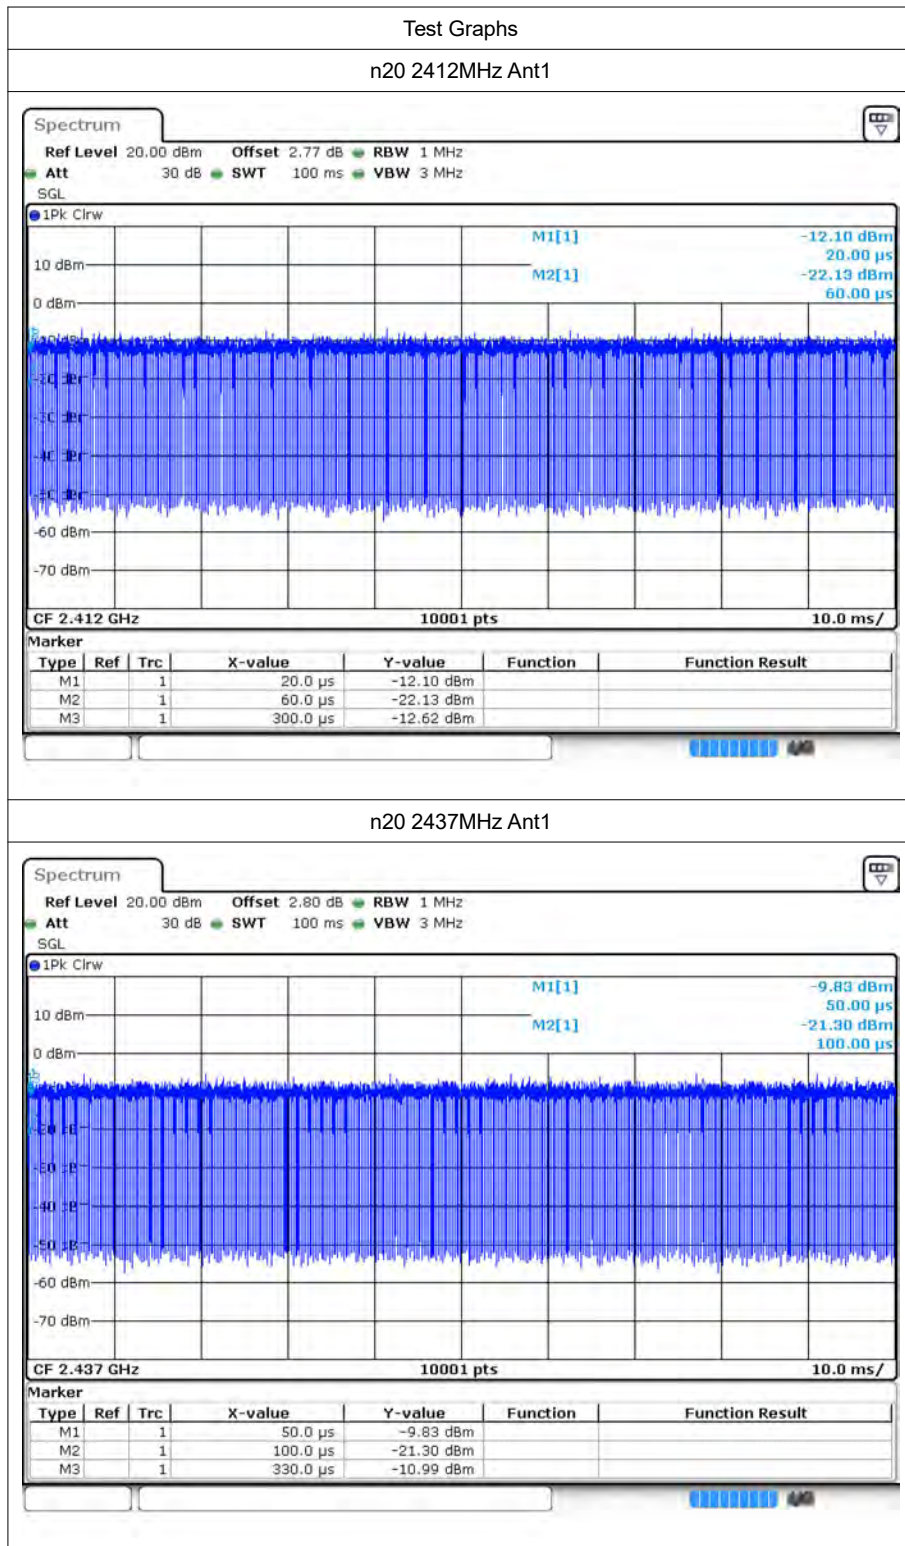 Test Graphs
n20 2412MHz Ant1
Spectrum
Ref Level 20.00 dBm Offset 2.77 dB RBW 1 MHz
Att 30 dB SWT 100 ms VBW 3 MHz
SGL
1Pk Clrw
M1[1] -12.10 dBm
20.00 µs
10 dBm
M2[1] -22.13 dBm
60.00 µs
0 dBm
-60 dBm
-70 dBm
CF 2.412 GHz 10001 pts 10.0 ms/
Marker
Type Ref Trc X-value Y-value Function Function Result
M1 1 20.0 µs -12.10 dBm
M2 1 60.0 µs -22.13 dBm
M3 1 300.0 µs -12.62 dBm
n20 2437MHz Ant1
Spectrum
Ref Level 20.00 dBm Offset 2.80 dB RBW 1 MHz
Att 30 dB SWT 100 ms VBW 3 MHz
SGL
1Pk Clrw
M1[1] -9.83 dBm
50.00 µs
10 dBm
M2[1] -21.30 dBm
100.00 µs
0 dBm
-60 dBm
-70 dBm
CF 2.437 GHz 10001 pts 10.0 ms/
Marker
Type Ref Trc X-value Y-value Function Function Result
M1 1 50.0 µs -9.83 dBm
M2 1 100.0 µs -21.30 dBm
M3 1 330.0 µs -10.99 dBm